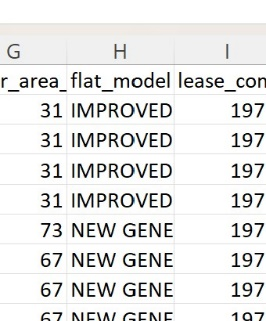 G H I
r_area_ flat_model lease_con
31 IMPROVED 197
31 IMPROVED 197
31 IMPROVED 197
31 IMPROVED 197
73 NEW GENE 197
67 NEW GENE 197
67 NEW GENE 197
67 NEW GENE 197